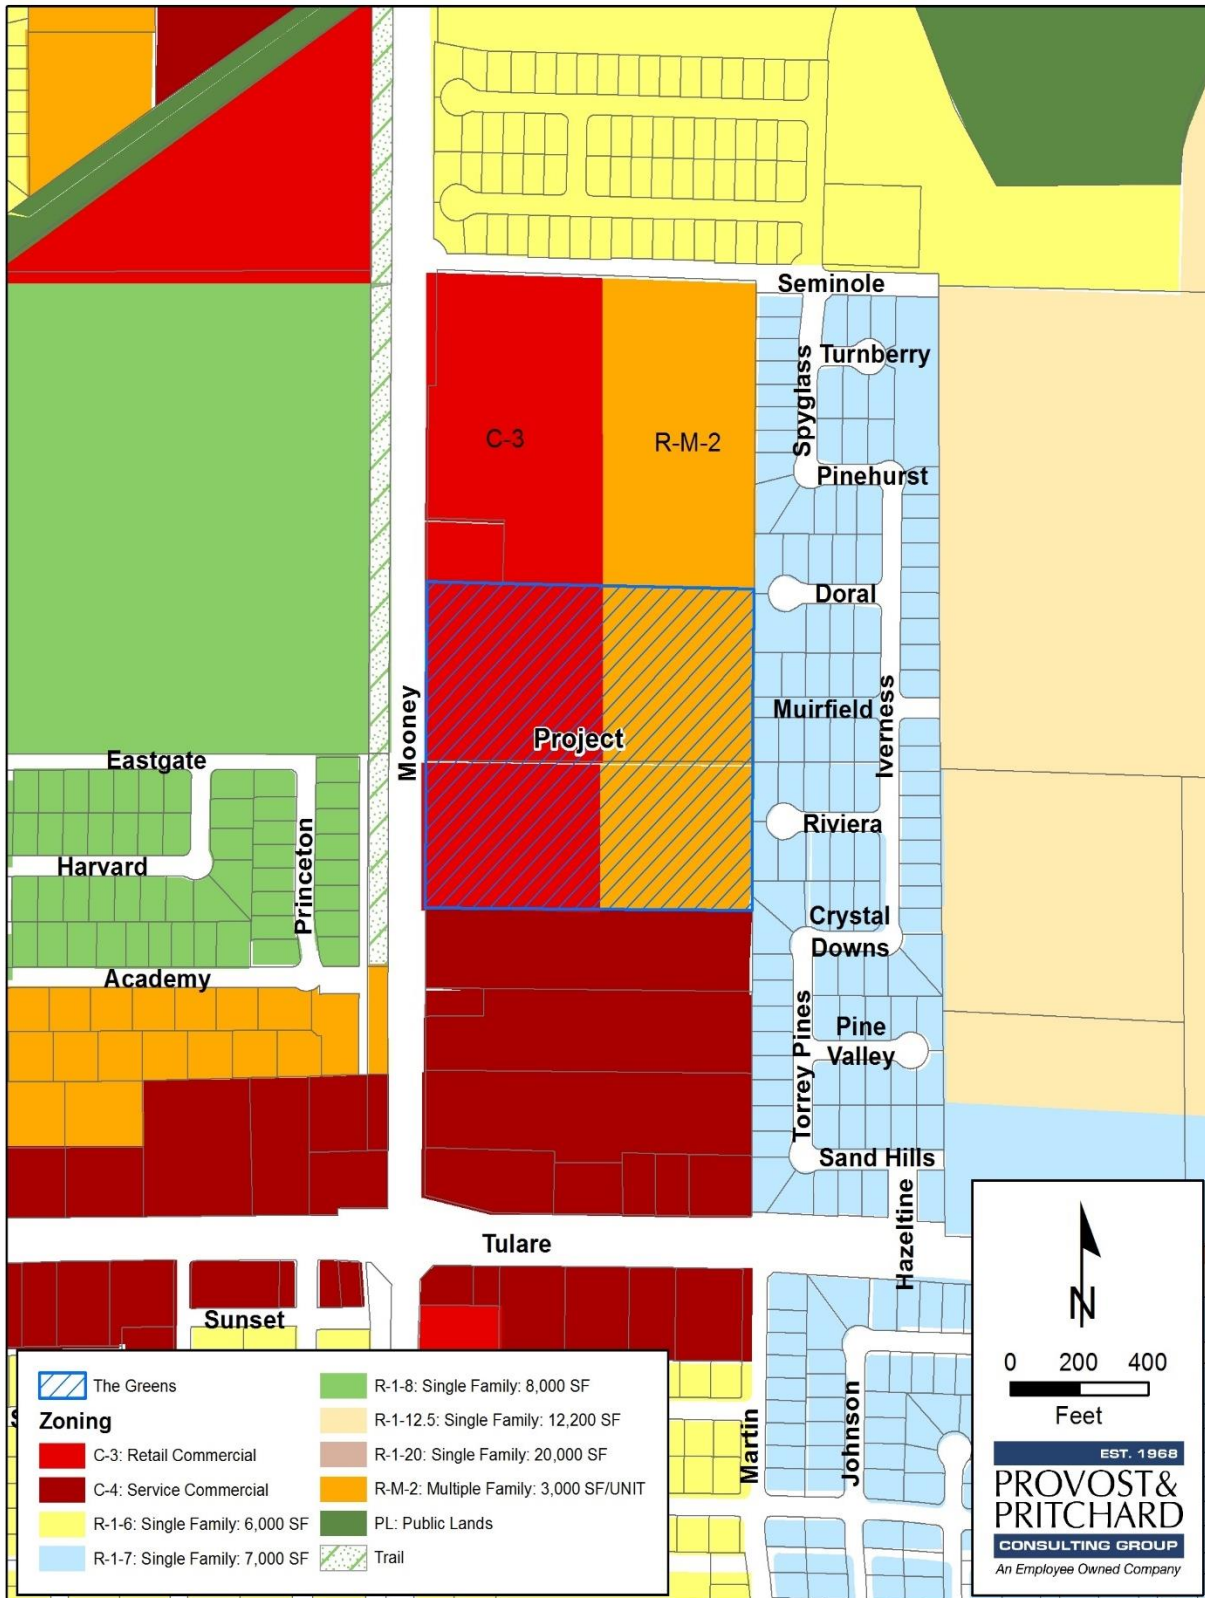 Seminole
Turnberry
Spyglass
C-3
R-M-2
Pinehurst
Doral
Mooney
Muirfield
Iverness
Project
Eastgate
Riviera
Harvard
Princeton
Crystal
Downs
Academy
Torrey Pines
Pine
Valley
Sand Hills
Hazeltine
Tulare
Sunset
Martin
Johnson
The Greens
Zoning
C-3: Retail Commercial
C-4: Service Commercial
R-1-6: Single Family: 6,000 SF
R-1-7: Single Family: 7,000 SF
R-1-8: Single Family: 8,000 SF
R-1-12.5: Single Family: 12,200 SF
R-1-20: Single Family: 20,000 SF
R-M-2: Multiple Family: 3,000 SF/UNIT
PL: Public Lands
Trail
N
0 200 400
Feet
EST. 1968
PROVOST&
PRITCHARD
CONSULTING GROUP
An Employee Owned Company